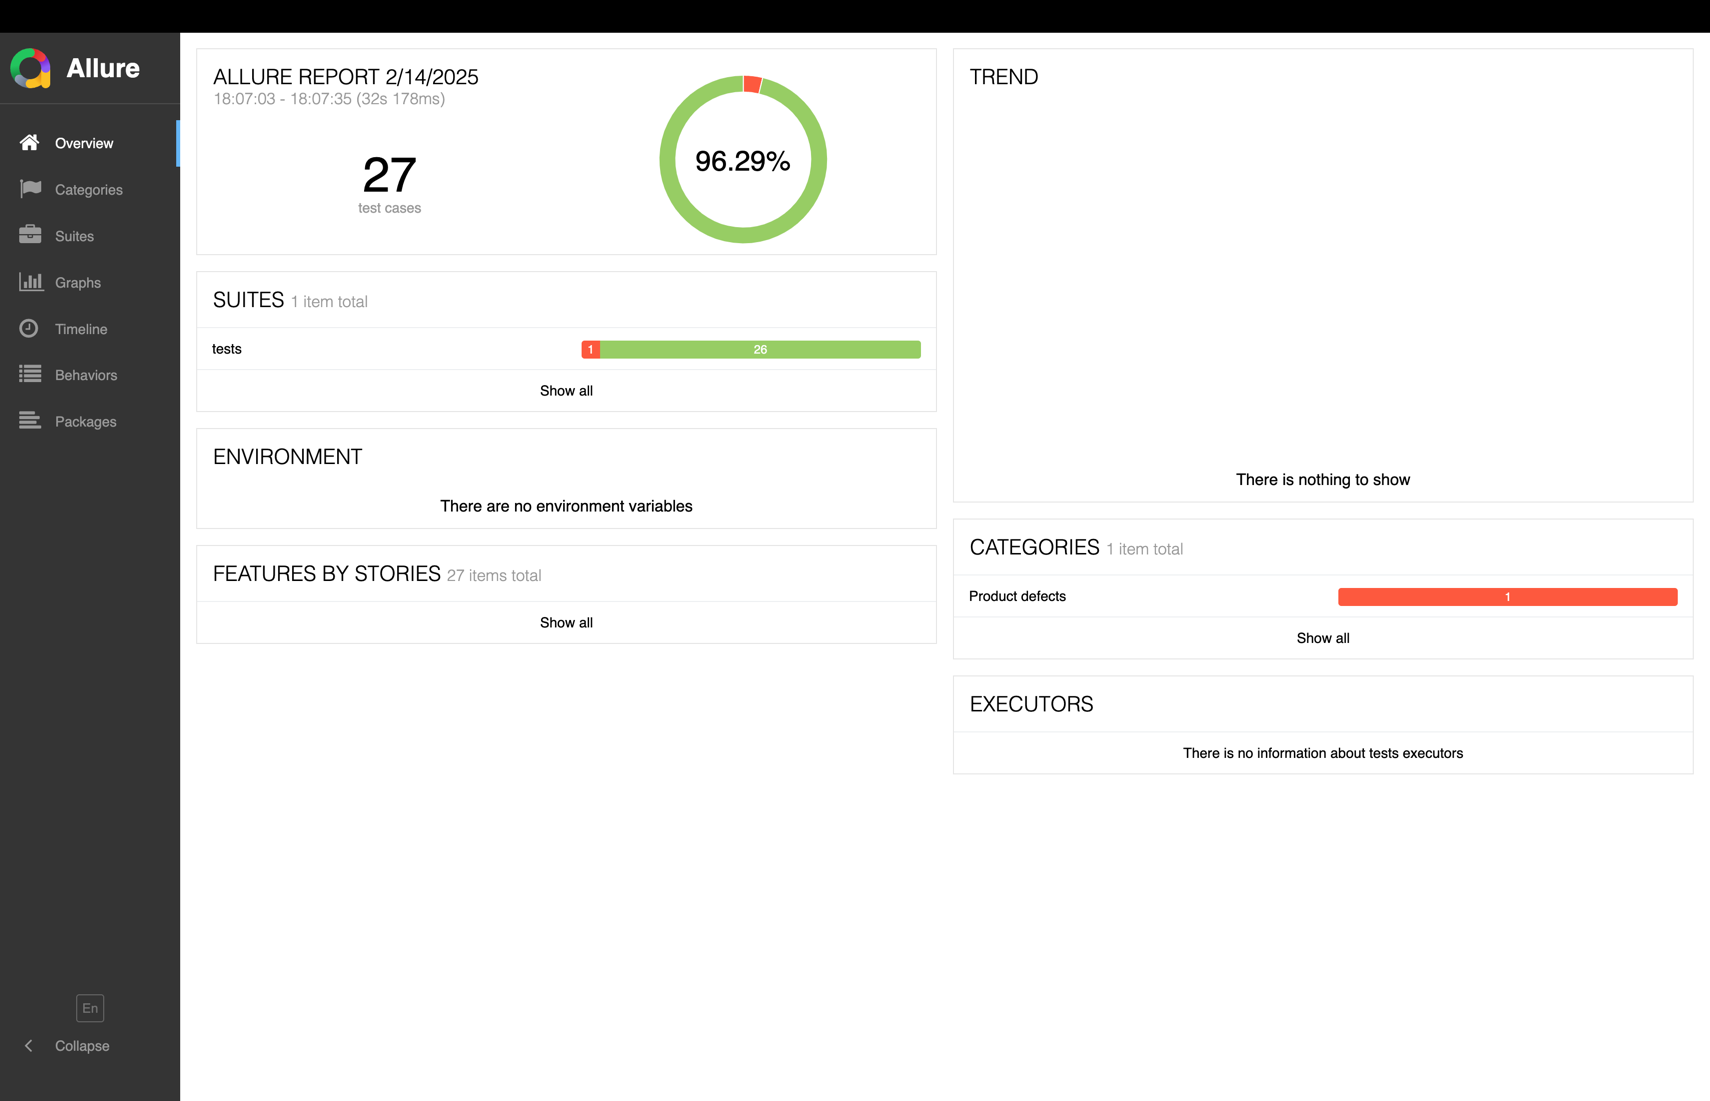 Allure
Overview
Categories
Suites
Graphs
Timeline
Behaviors
Packages
En
Collapse
ALLURE REPORT 2/14/2025
18:07:03 - 18:07:35 (32s 178ms)
27
test cases
96.29%
SUITES 1 item total
tests 1 26
Show all
ENVIRONMENT
There are no environment variables
FEATURES BY STORIES 27 items total
Show all
TREND
There is nothing to show
CATEGORIES 1 item total
Product defects 1
Show all
EXECUTORS
There is no information about tests executors